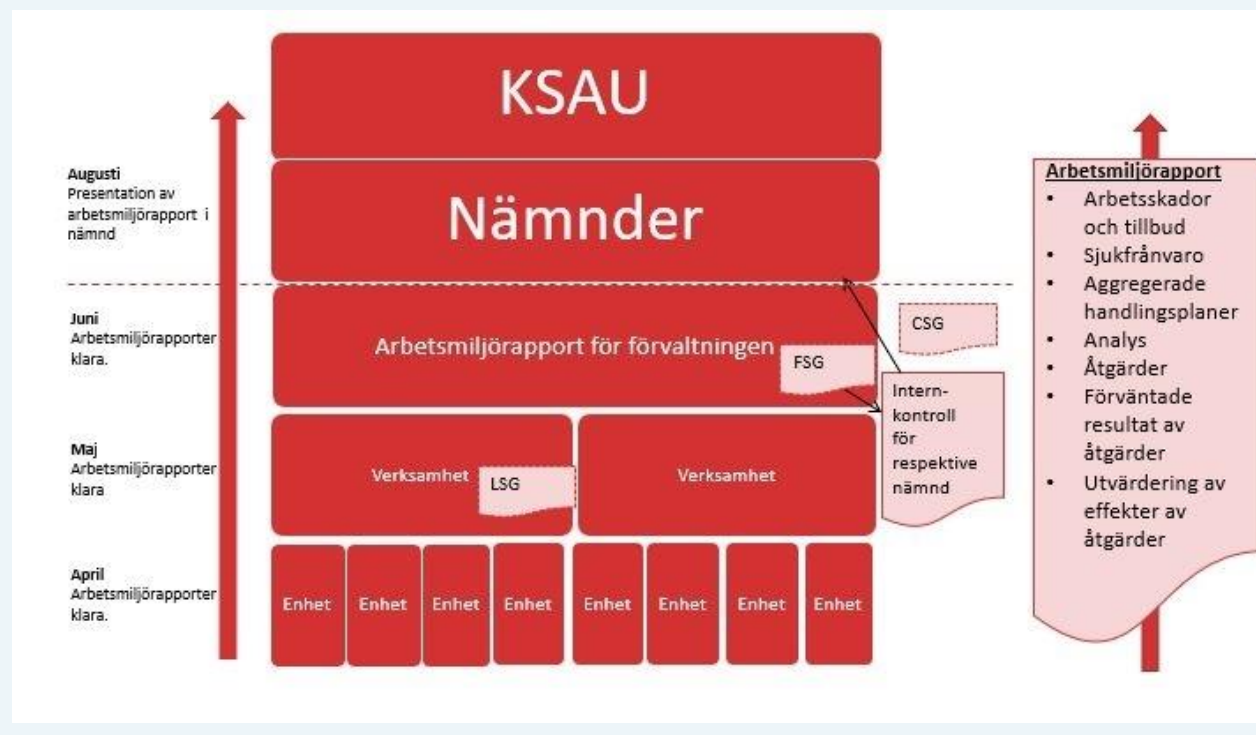 KSAU
Augusti
Presentation av
arbetsmiljörapport i
nämnd
Nämnder
Juni
Arbetsmiljörapporter
klara.
Arbetsmiljörapport för förvaltningen
FSG
CSG
Intern-
kontroll
för
respektive
nämnd
Maj
Arbetsmiljörapporter
klara
Verksamhet
LSG
Verksamhet
April
Arbetsmiljörapporter
klara.
Enhet
Enhet
Enhet
Enhet
Enhet
Enhet
Enhet
Enhet
Arbetsmiljörapport
• Arbetsskador
och tillbud
• Sjukfrånvaro
• Aggregerade
handlingsplaner
• Analys
• Åtgärder
• Förväntade
resultat av
åtgärder
• Utvärdering av
effekter av
åtgärder